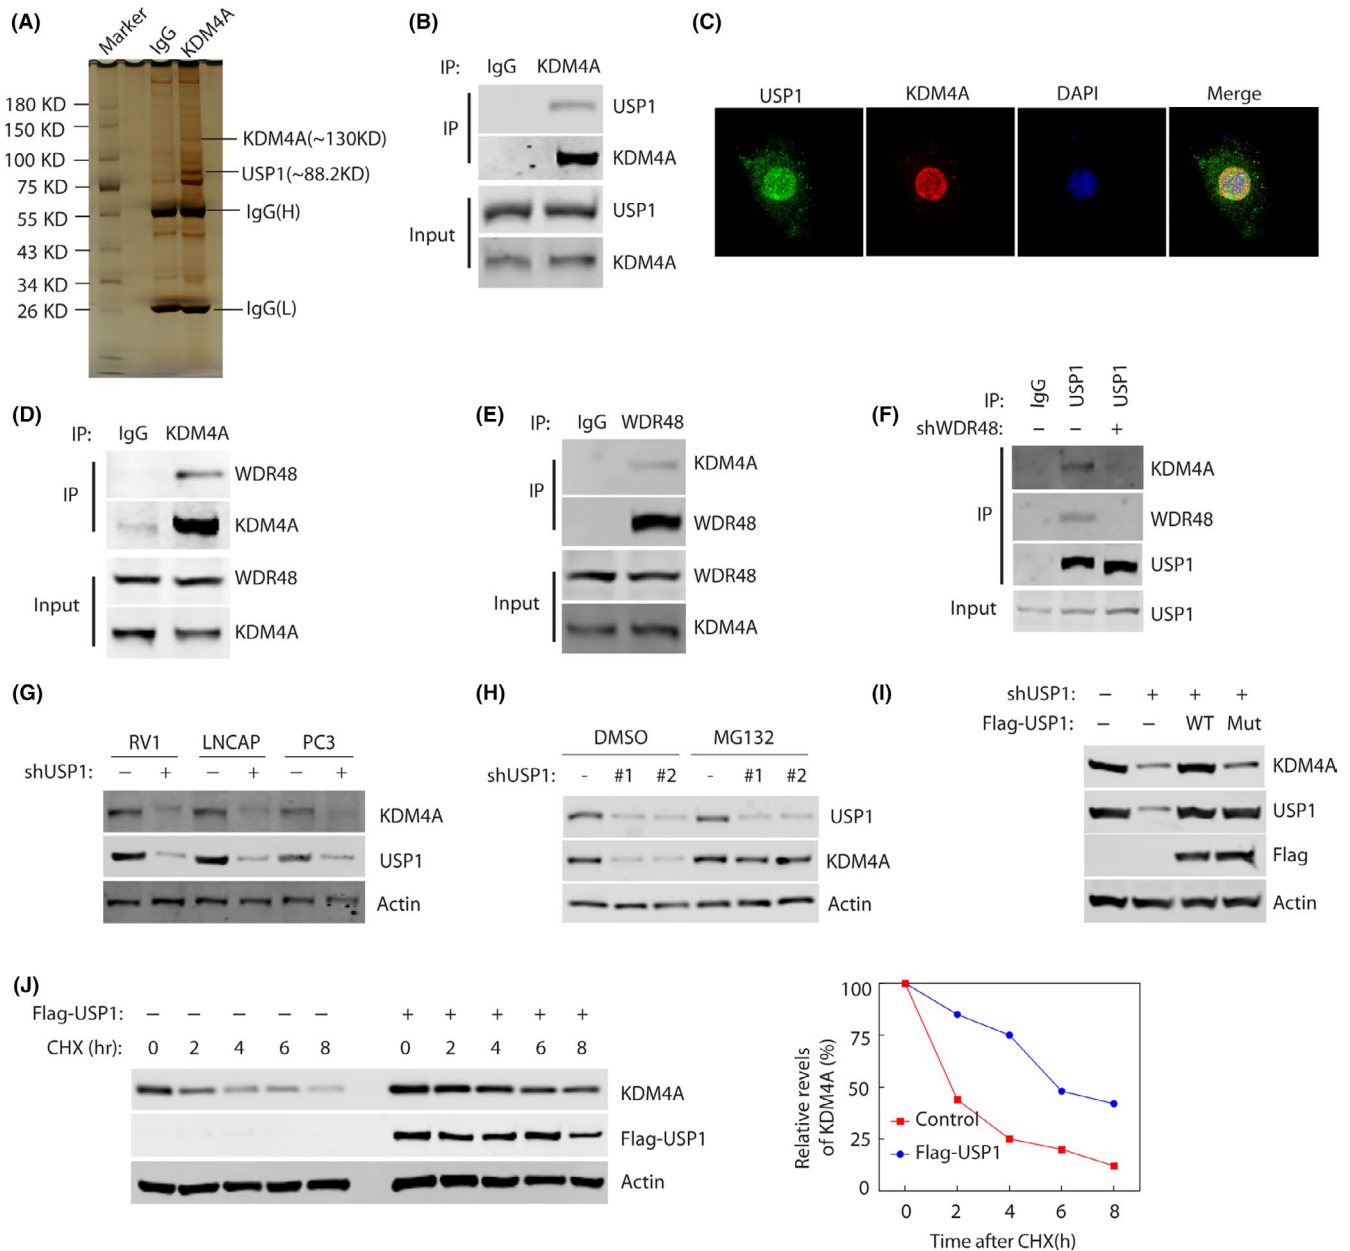 (A)
Marker
IgG
KDM4A
180 KD
150 KD
100 KD
75 KD
55 KD
43 KD
34 KD
26 KD
KDM4A(~130KD)
USP1(~88.2KD)
IgG(H)
IgG(L)
(B)
IP: IgG KDM4A
IP
USP1
KDM4A
Input
USP1
KDM4A
(C)
USP1 KDM4A DAPI Merge
(D)
IP: IgG KDM4A
IP
WDR48
KDM4A
Input
WDR48
KDM4A
(E)
IP: IgG WDR48
IP
KDM4A
WDR48
Input
WDR48
KDM4A
(F)
IP: IgG USP1 USP1
shWDR48: − − +
IP
KDM4A
WDR48
USP1
Input USP1
(G)
RV1 LNCAP PC3
shUSP1: − + − + − +
KDM4A
USP1
Actin
(H)
DMSO MG132
shUSP1: - #1 #2 - #1 #2
USP1
KDM4A
Actin
(I)
shUSP1: − + + +
Flag-USP1: − − WT Mut
KDM4A
USP1
Flag
Actin
(J)
Flag-USP1: − − − − − + + + + +
CHX (hr): 0 2 4 6 8 0 2 4 6 8
KDM4A
Flag-USP1
Actin
Relative revels
of KDM4A (%)
100
75
50
25
0
Control
Flag-USP1
0 2 4 6 8
Time after CHX(h)